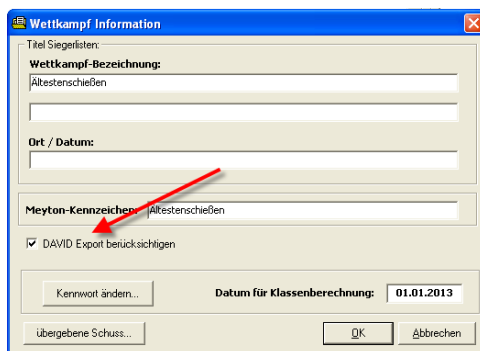 Wettkampf Information
Titel Siegerlisten:
Wettkampf-Bezeichnung:
Ältestenschießen
Ort / Datum:
Meyton-Kennzeichen: Ältestenschießen
DAVID Export berücksichtigen
Kennwort ändern... Datum für Klassenberechnung: 01.01.2013
übergebene Schuss... OK Abbrechen